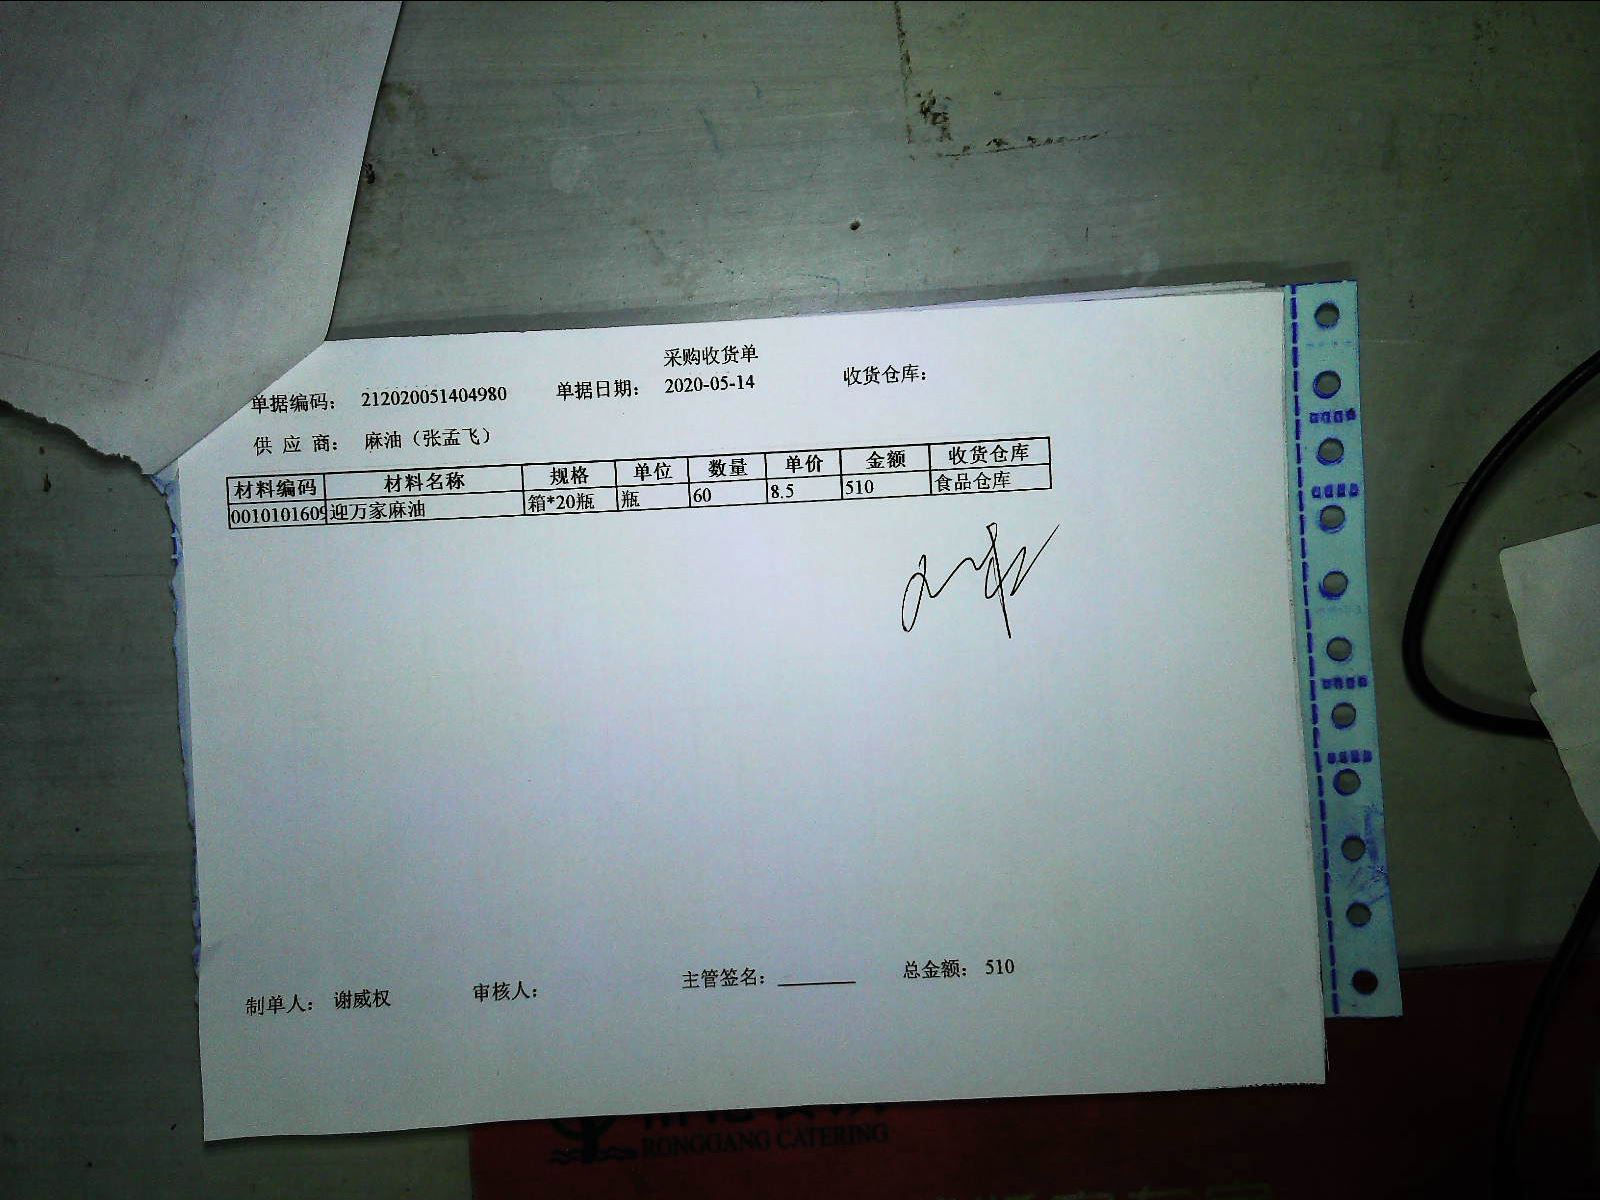 采购收货单
单据编码： 212020051404980 单据日期： 2020-05-14 收货仓库：
供 应 商： 麻油（张孟飞）
材料编码 材料名称 规格 单位 数量 单价 金额 收货仓库
0010101609 迎万家麻油 箱*20瓶 瓶 60 8.5 510 食品仓库
制单人： 谢威权 审核人： 主管签名： 总金额： 510
RONGGANG CATERING